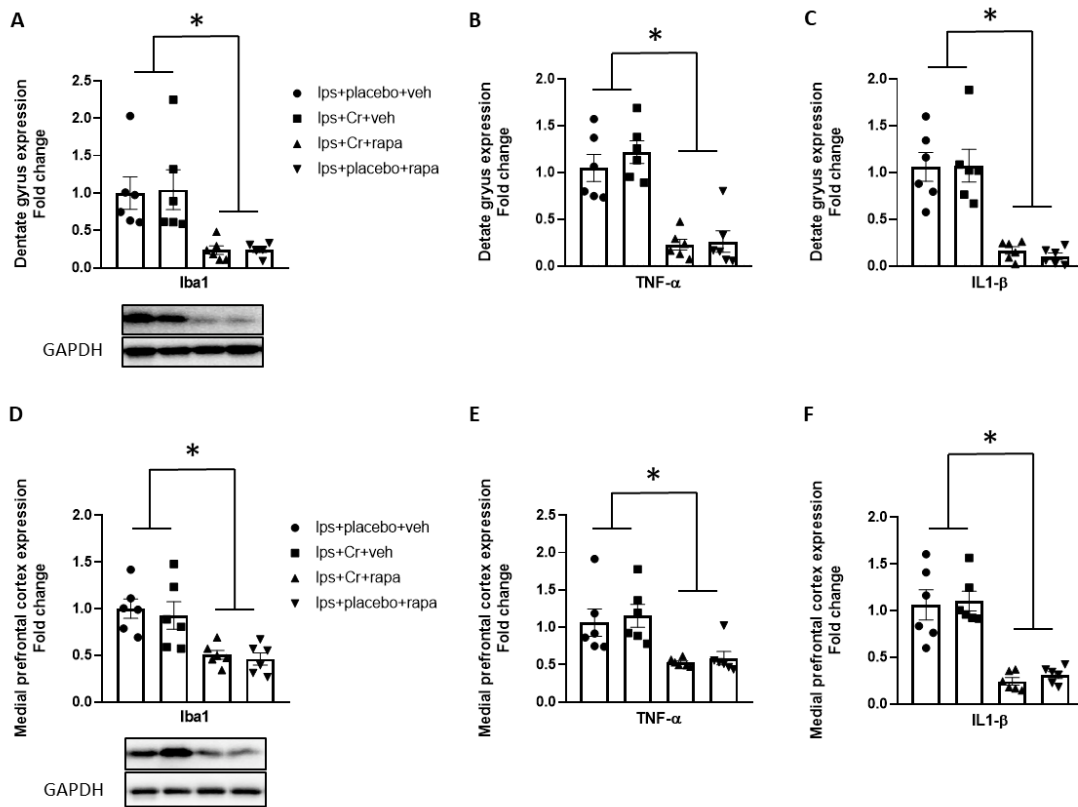 A
*
Dentate gyrus expression
Fold change
2.5
2.0
1.5
1.0
0.5
0.0
Iba1
GAPDH
lps+placebo+veh
lps+Cr+veh
lps+Cr+rapa
lps+placebo+rapa
B
*
Detate gryus expression
Fold change
2.0
1.5
1.0
0.5
0.0
TNF-α
C
*
Detate gryus expression
Fold change
2.0
1.5
1.0
0.5
0.0
IL1-β
D
*
Medial prefrontal cortex expression
Fold change
2.0
1.5
1.0
0.5
0.0
Iba1
GAPDH
lps+placebo+veh
lps+Cr+veh
lps+Cr+rapa
lps+placebo+rapa
E
*
Medial prefrontal cortex expression
Fold change
2.5
2.0
1.5
1.0
0.5
0.0
TNF-α
F
*
Medial prefrontal cortex expression
Fold change
2.0
1.5
1.0
0.5
0.0
IL1-β